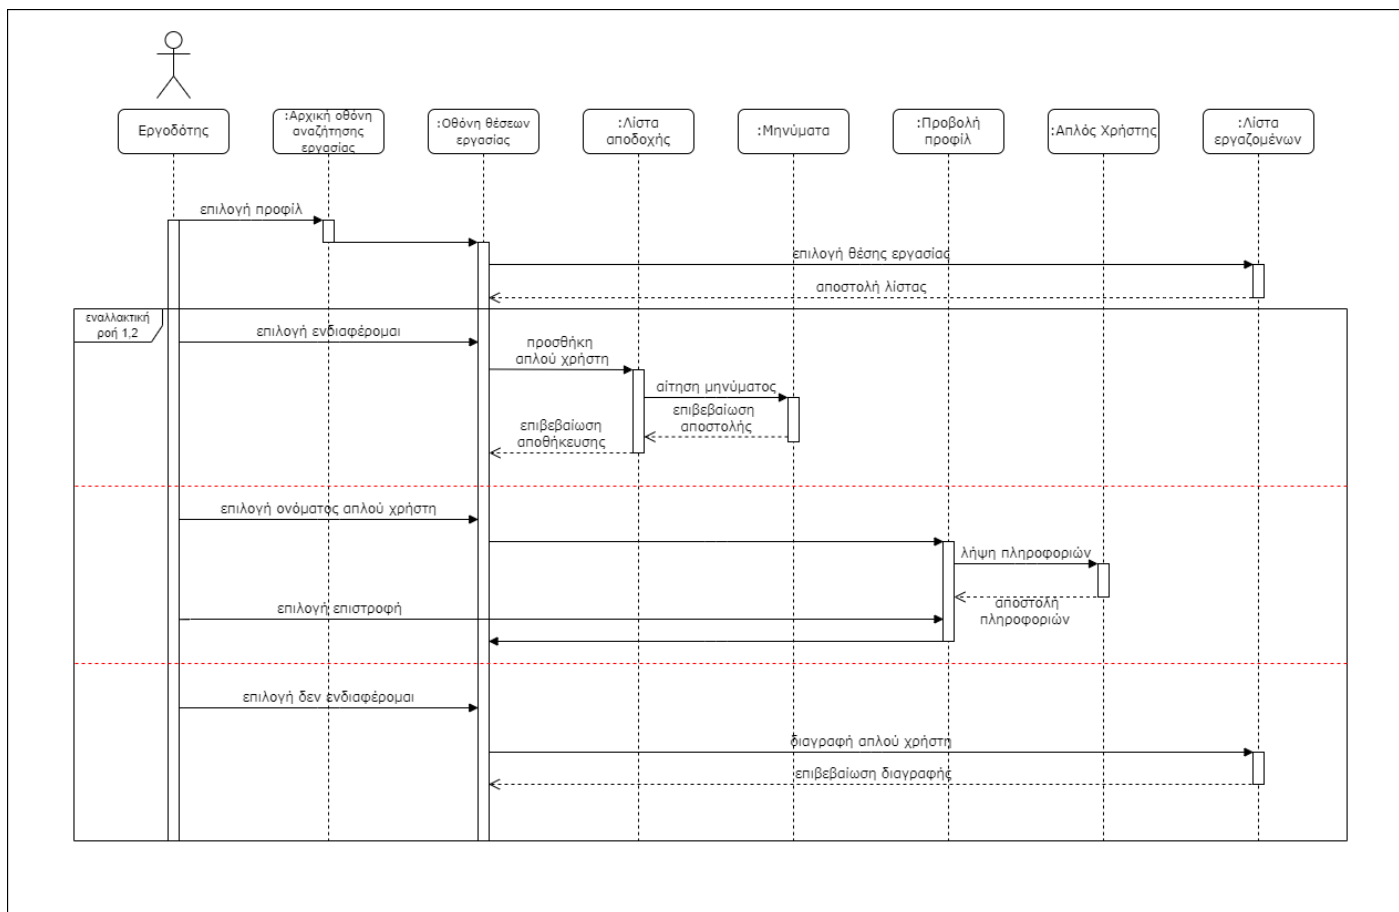 Εργοδότης
:Αρχική οθόνη
αναζήτησης
εργασίας
:Οθόνη θέσεων
εργασίας
:Λίστα
αποδοχής
:Μηνύματα
:Προβολή
προφίλ
:Απλός Χρήστης
:Λίστα
εργαζομένων
επιλογή προφίλ
επιλογή θέσης εργασίας
αποστολή λίστας
εναλλακτική
ροή 1,2
επιλογή ενδιαφέρομαι
προσθήκη
απλού χρήστη
αίτηση μηνύματος
επιβεβαίωση
αποστολής
επιβεβαίωση
αποθήκευσης
επιλογή ονόματος απλού χρήστη
λήψη πληροφοριών
αποστολή
πληροφοριών
επιλογή επιστροφή
επιλογή δεν ενδιαφέρομαι
διαγραφή απλού χρήστη
επιβεβαίωση διαγραφής